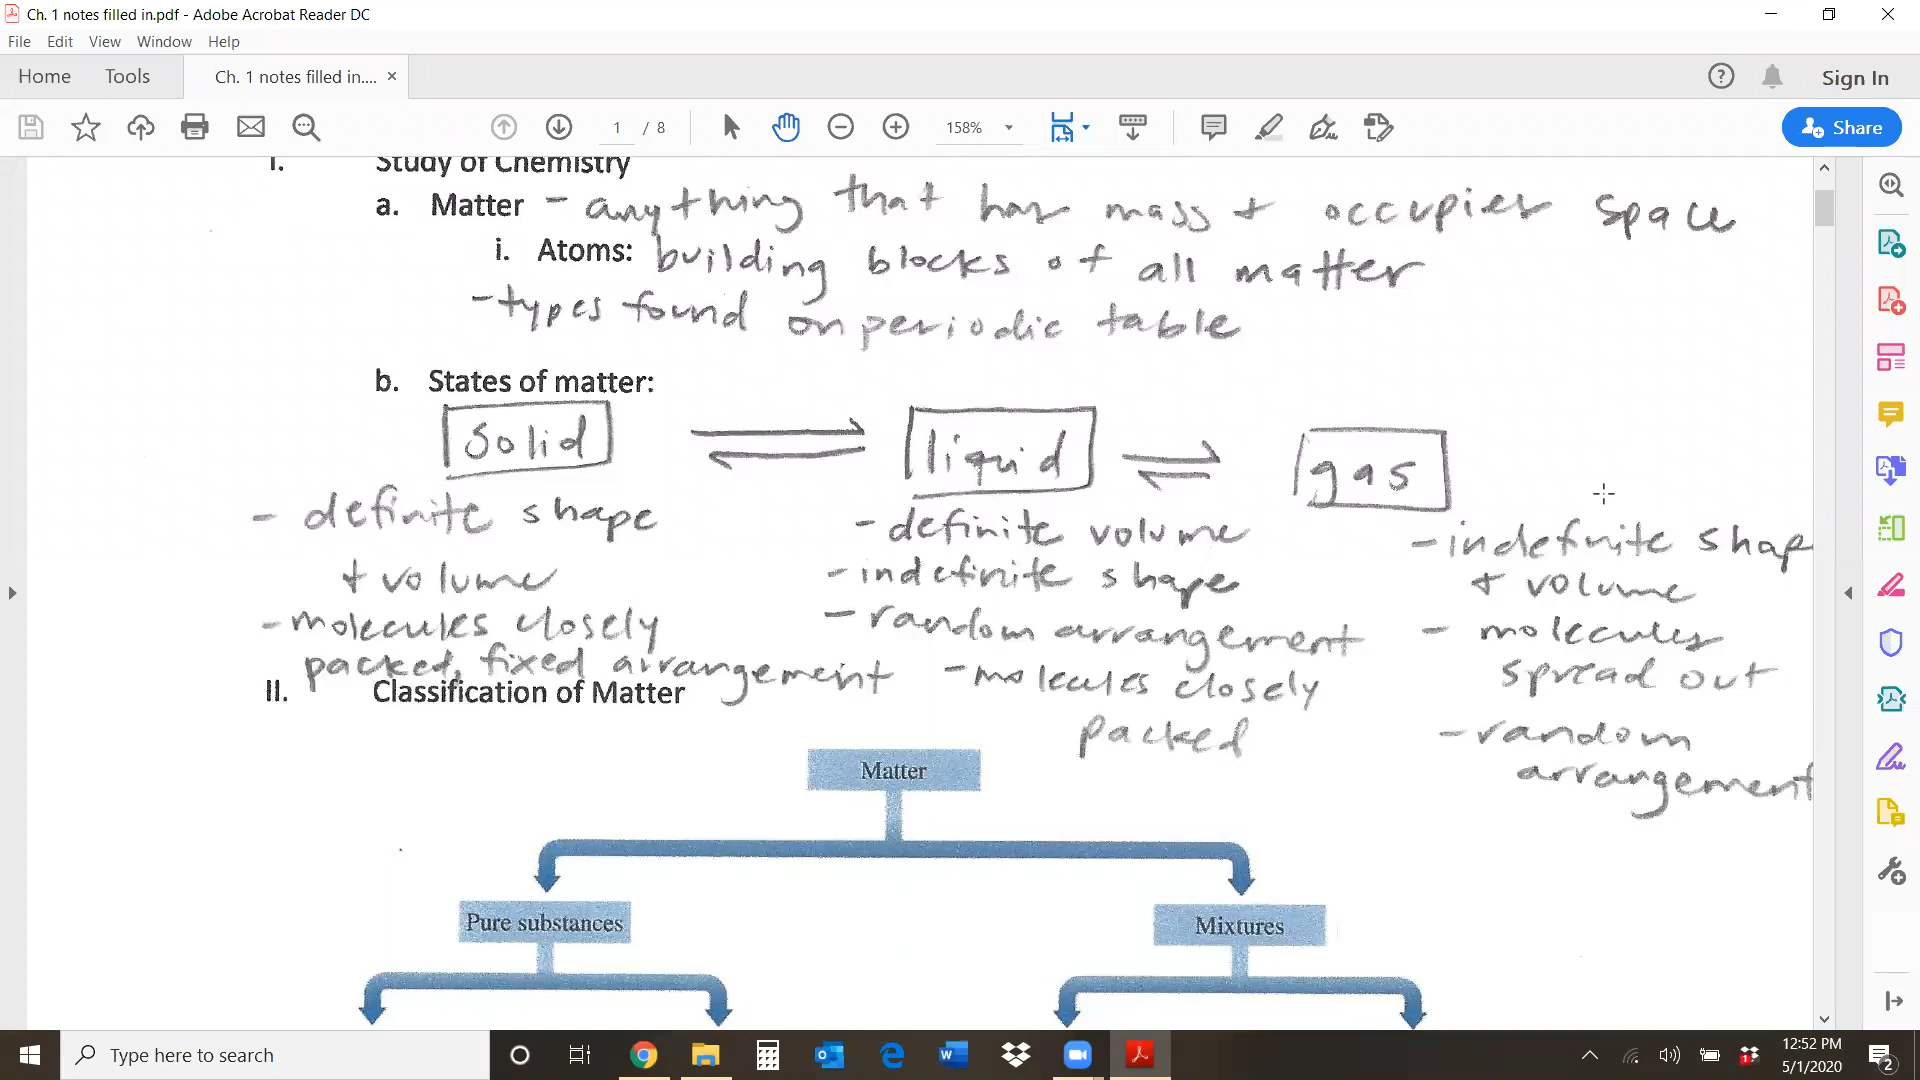 Ch. 1 notes filled in.pdf - Adobe Acrobat Reader DC
File Edit View Window Help
Home Tools Ch. 1 notes filled in.... × Sign In
1 / 8 158% Share
I. Study of Chemistry
a. Matter - anything that has mass + occupies space
i. Atoms: building blocks of all matter
- types found on periodic table
b. States of matter:
solid liquid gas
- definite shape
+ volume
- molecules closely
packed, fixed arrangement
- definite volume
- indefinite shape
- random arrangement
- molecules closely
packed
- indefinite shap
+ volume
- molecules
spread out
- random
arrangement
II. Classification of Matter
Matter
Pure substances Mixtures
Type here to search
12:52 PM
5/1/2020
2